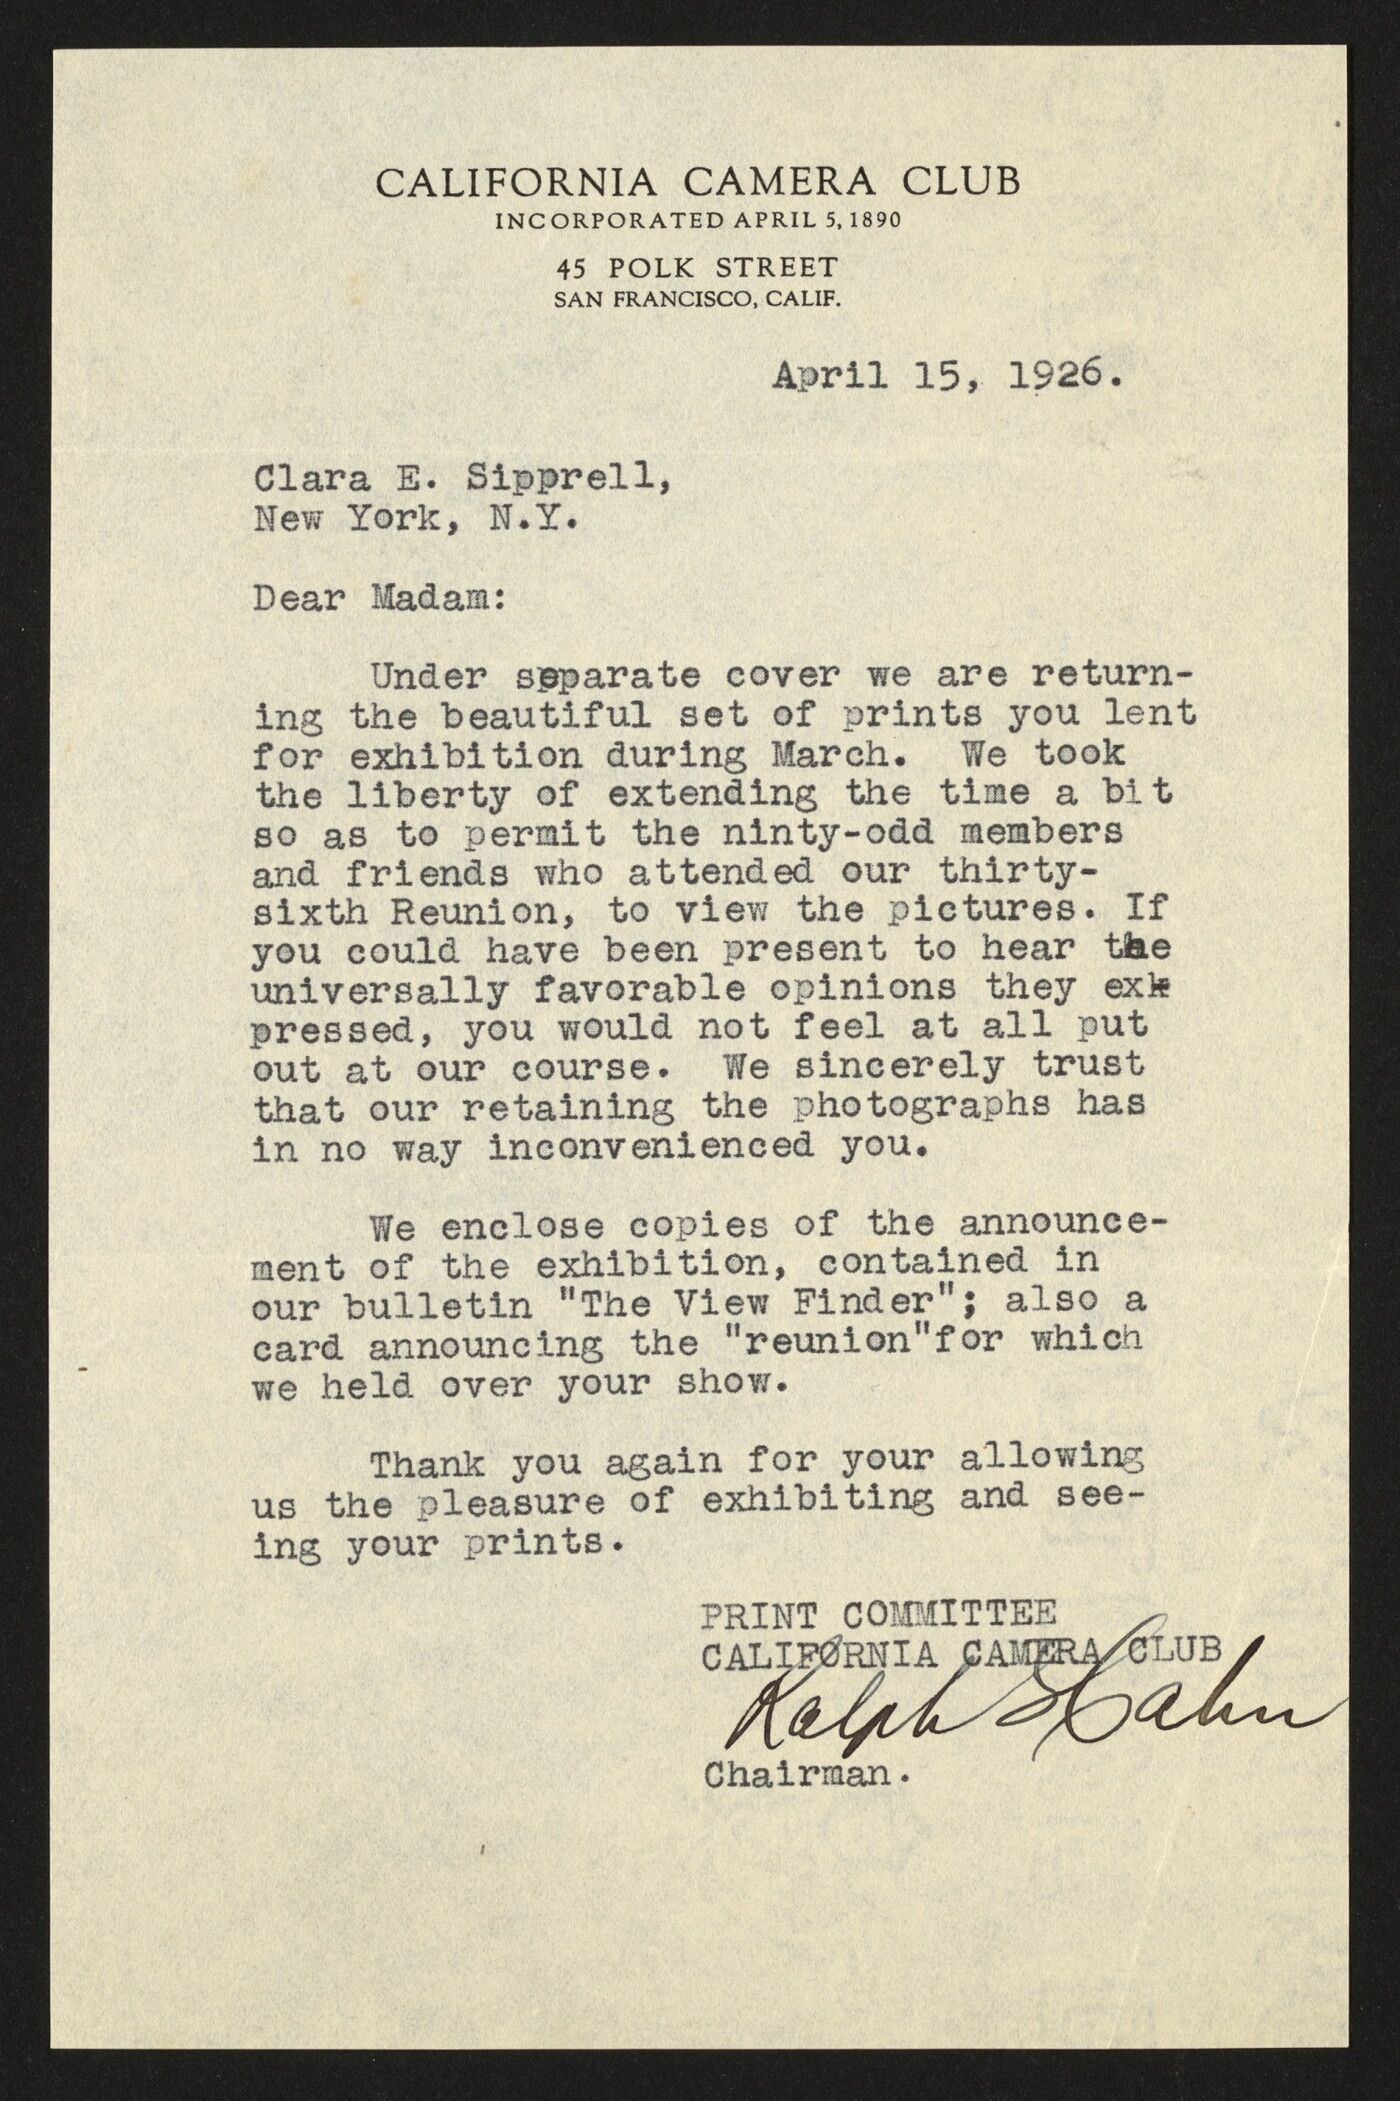 CALIFORNIA CAMERA CLUB
INCORPORATED APRIL 5, 1890
45 POLK STREET
SAN FRANCISCO, CALIF.
April 15, 1926.
Clara E. Sipprell,
New York, N.Y.
Dear Madam:
Under separate cover we are return-
ing the beautiful set of prints you lent
for exhibition during March. We took
the liberty of extending the time a bit
so as to permit the ninty-odd members
and friends who attended our thirty-
sixth Reunion, to view the pictures. If
you could have been present to hear the
universally favorable opinions they ex-
pressed, you would not feel at all put
out at our course. We sincerely trust
that our retaining the photographs has
in no way inconvenienced you.
We enclose copies of the announce-
ment of the exhibition, contained in
our bulletin "The View Finder"; also a
card announcing the "reunion"for which
we held over your show.
Thank you again for your allowing
us the pleasure of exhibiting and see-
ing your prints.
PRINT COMMITTEE
CALIFORNIA CAMERA CLUB
Ralph Hahn
Chairman.